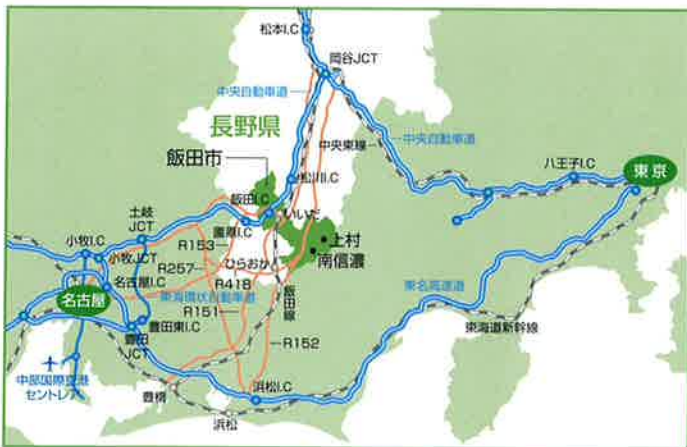 松本I.C
岡谷JCT
中央自動車道
長野県
中央東線
中央自動車道
飯田市
八王子I.C
東京
松川I.C
飯田I.C
いいだ
土岐
JCT
園原I.C
小牧I.C
R153
上村
小牧JCT
ひらおか
南信濃
R257
R418
名古屋I.C
飯田線
東名高速道
名古屋
東海環状自動車道
R151
豊田東I.C
東海道新幹線
豊田
JCT
R152
中部国際空港
セントレア
豊橋
浜松I.C
浜松